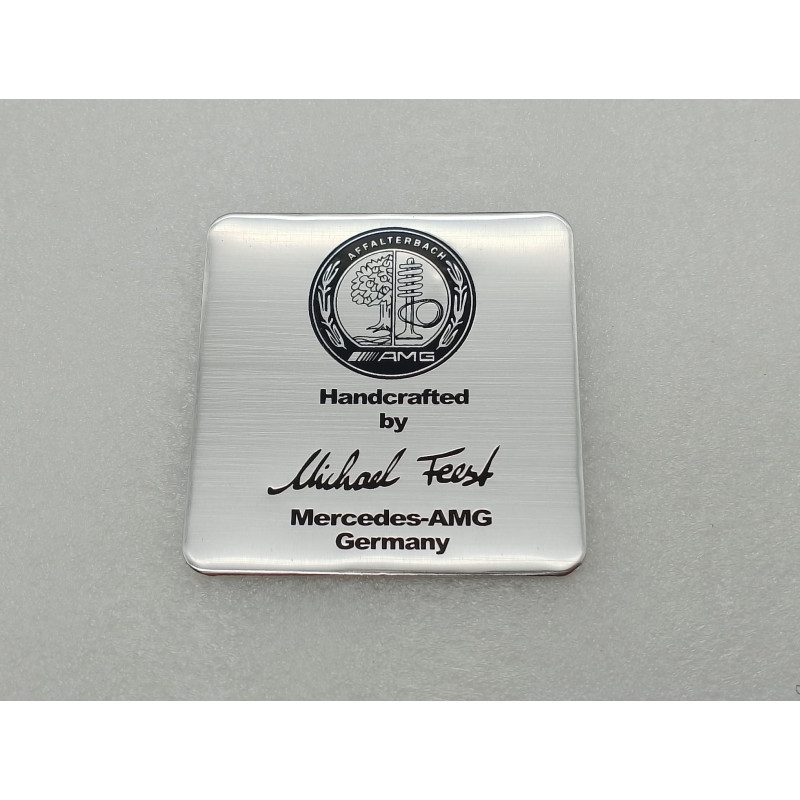 AFFALTERBACH
AMG
Handcrafted
by
Michael Feest
Mercedes-AMG
Germany